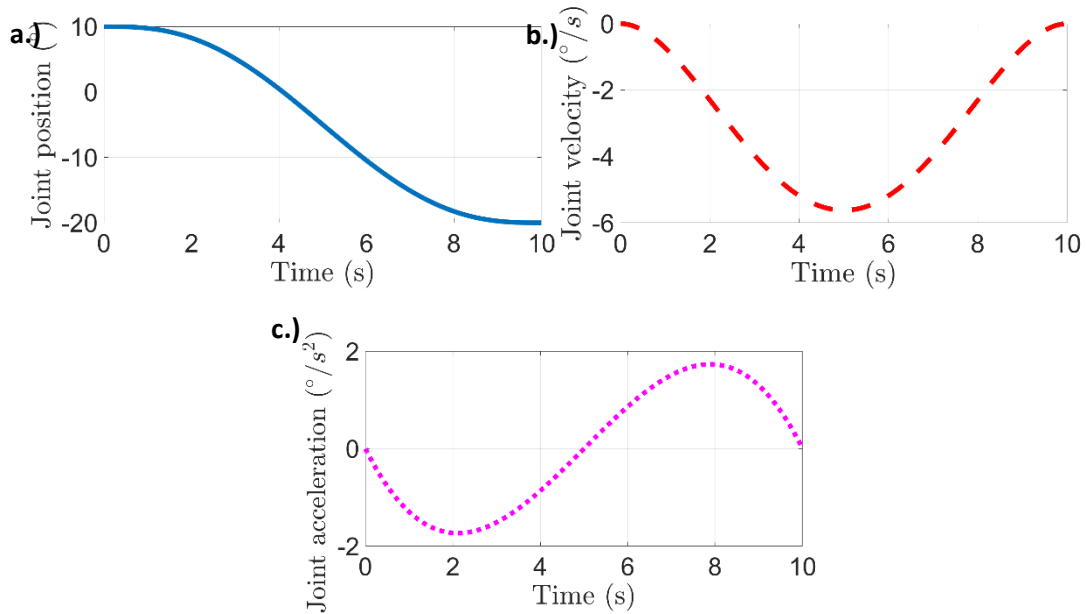 a.)
Joint position (°)
10
0
-10
-20
0 2 4 6 8 10
Time (s)
b.)
Joint velocity (°/s)
0
-2
-4
-6
0 2 4 6 8 10
Time (s)
c.)
Joint acceleration (°/s²)
2
0
-2
0 2 4 6 8 10
Time (s)